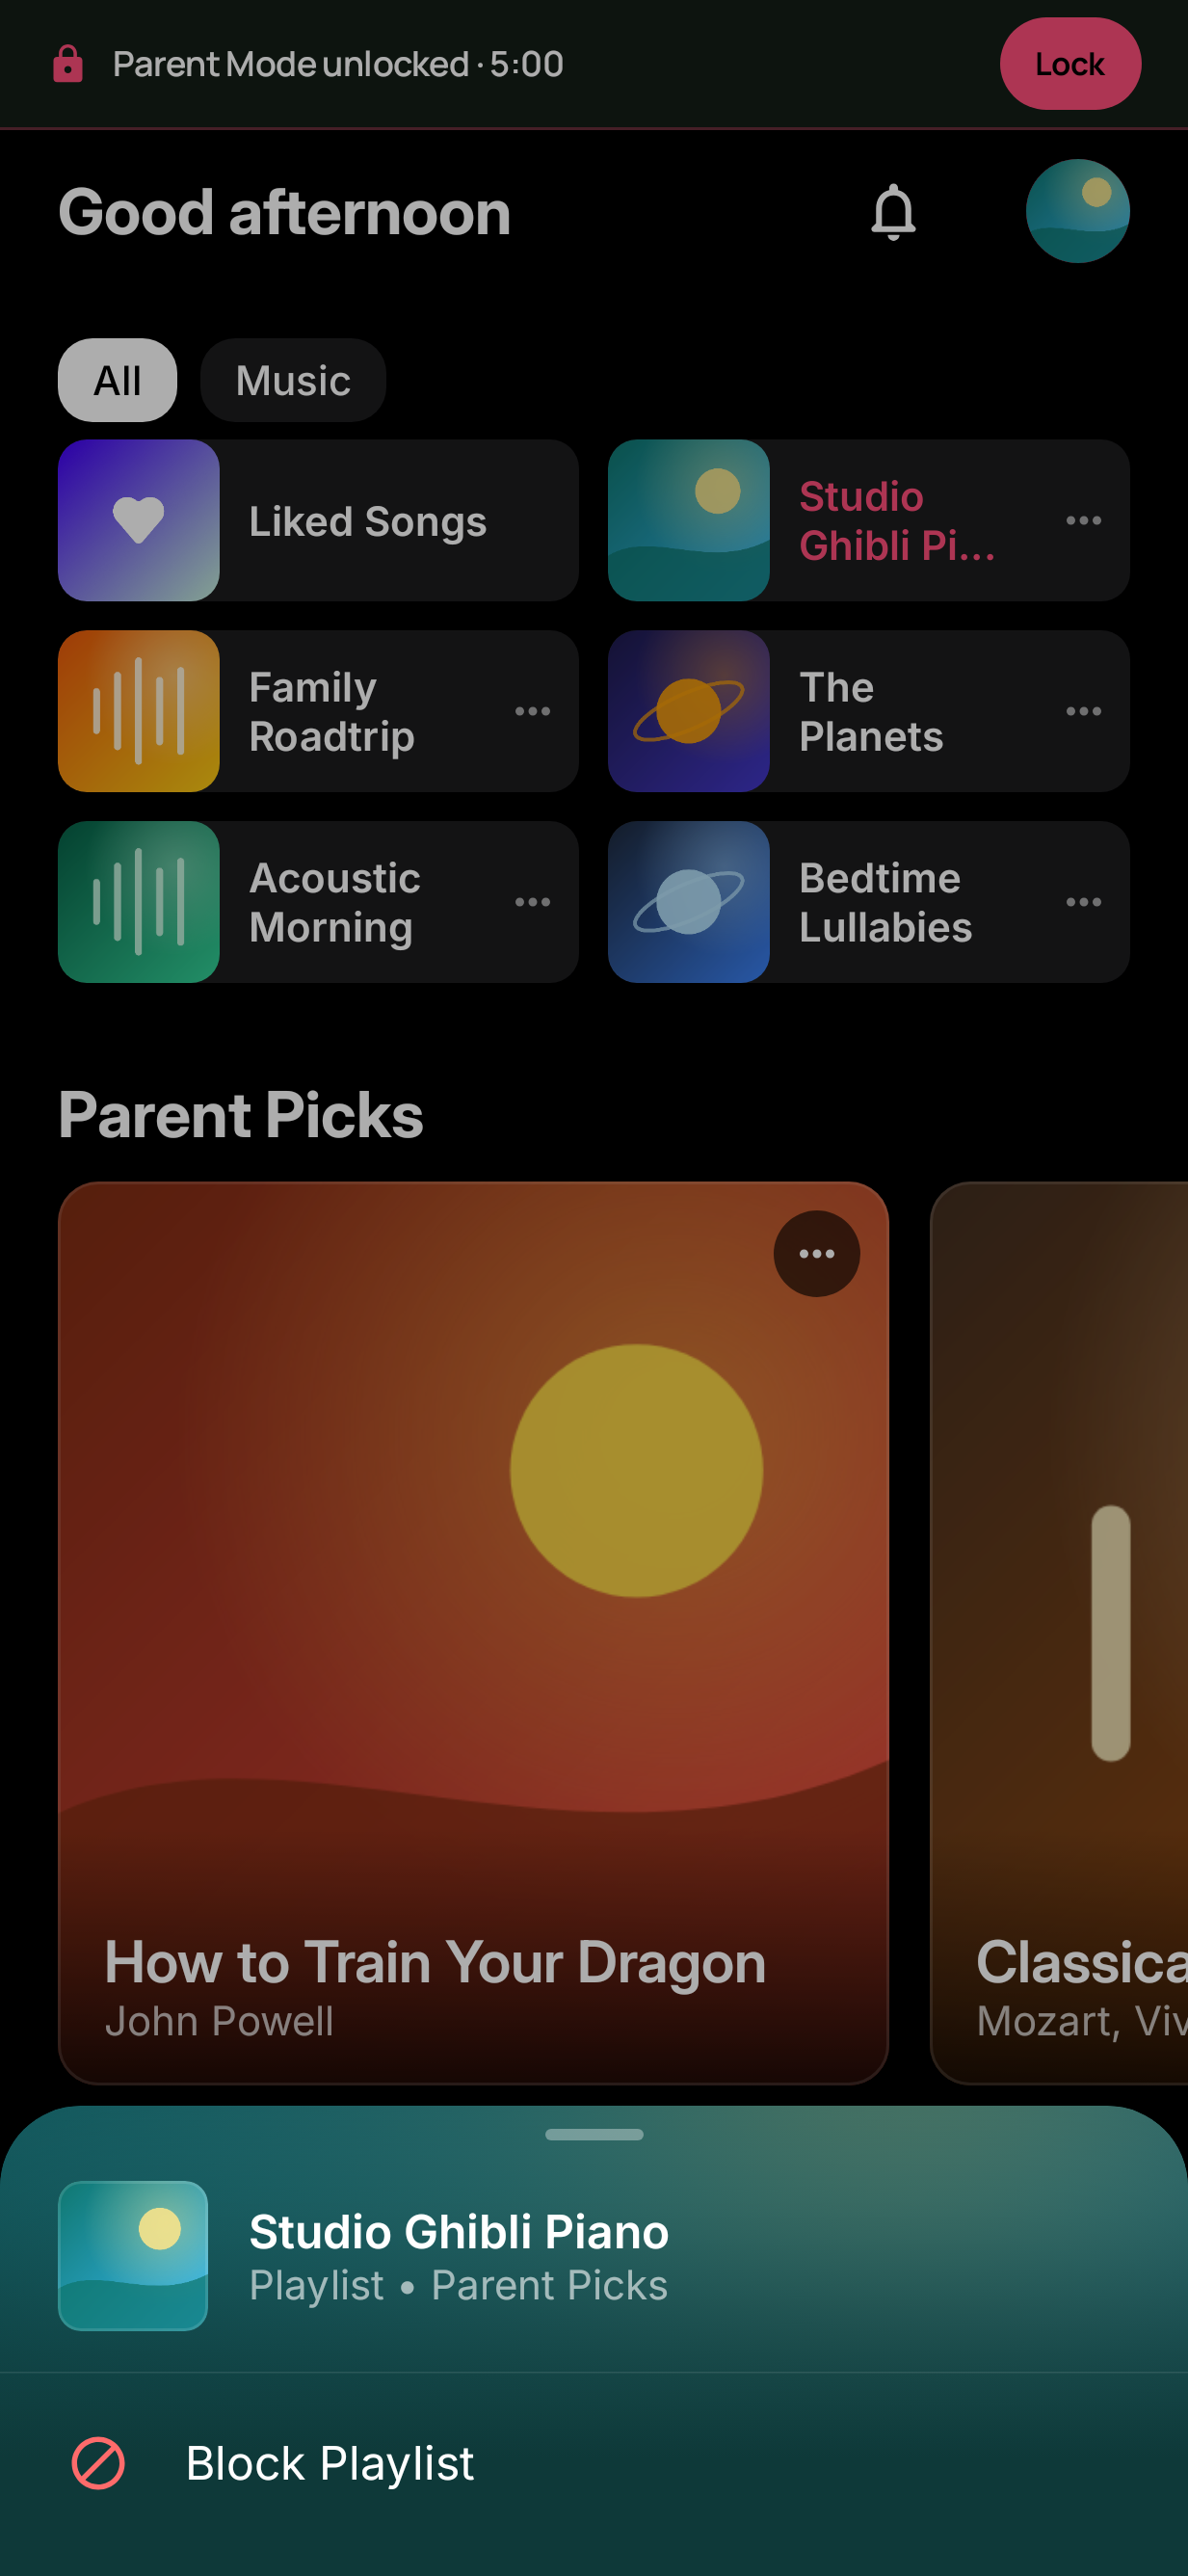 Parent Mode unlocked · 5:00
Lock
Good afternoon
All
Music
Liked Songs
Studio
Ghibli Pi...
Family
Roadtrip
The
Planets
Acoustic
Morning
Bedtime
Lullabies
Parent Picks
How to Train Your Dragon
John Powell
Classica
Mozart, Viv
Studio Ghibli Piano
Playlist • Parent Picks
Block Playlist